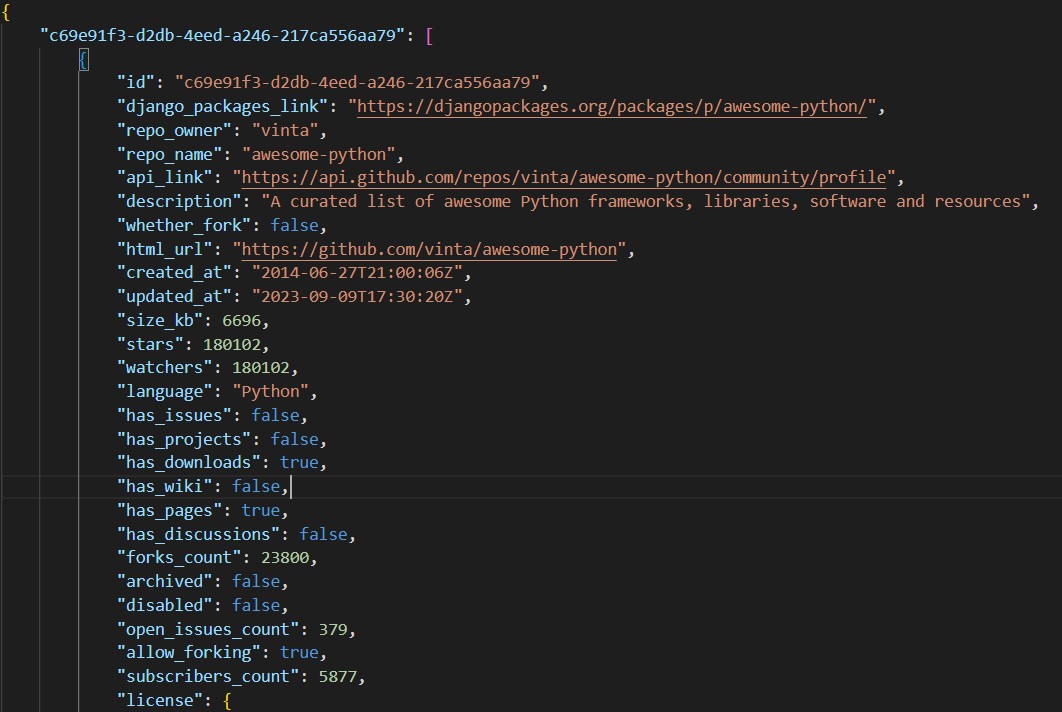 {
"c69e91f3-d2db-4eed-a246-217ca556aa79": [
{
"id": "c69e91f3-d2db-4eed-a246-217ca556aa79",
"django_packages_link": "https://djangopackages.org/packages/p/awesome-python/",
"repo_owner": "vinta",
"repo_name": "awesome-python",
"api_link": "https://api.github.com/repos/vinta/awesome-python/community/profile",
"description": "A curated list of awesome Python frameworks, libraries, software and resources",
"whether_fork": false,
"html_url": "https://github.com/vinta/awesome-python",
"created_at": "2014-06-27T21:00:06Z",
"updated_at": "2023-09-09T17:30:20Z",
"size_kb": 6696,
"stars": 180102,
"watchers": 180102,
"language": "Python",
"has_issues": false,
"has_projects": false,
"has_downloads": true,
"has_wiki": false,
"has_pages": true,
"has_discussions": false,
"forks_count": 23800,
"archived": false,
"disabled": false,
"open_issues_count": 379,
"allow_forking": true,
"subscribers_count": 5877,
"license": {